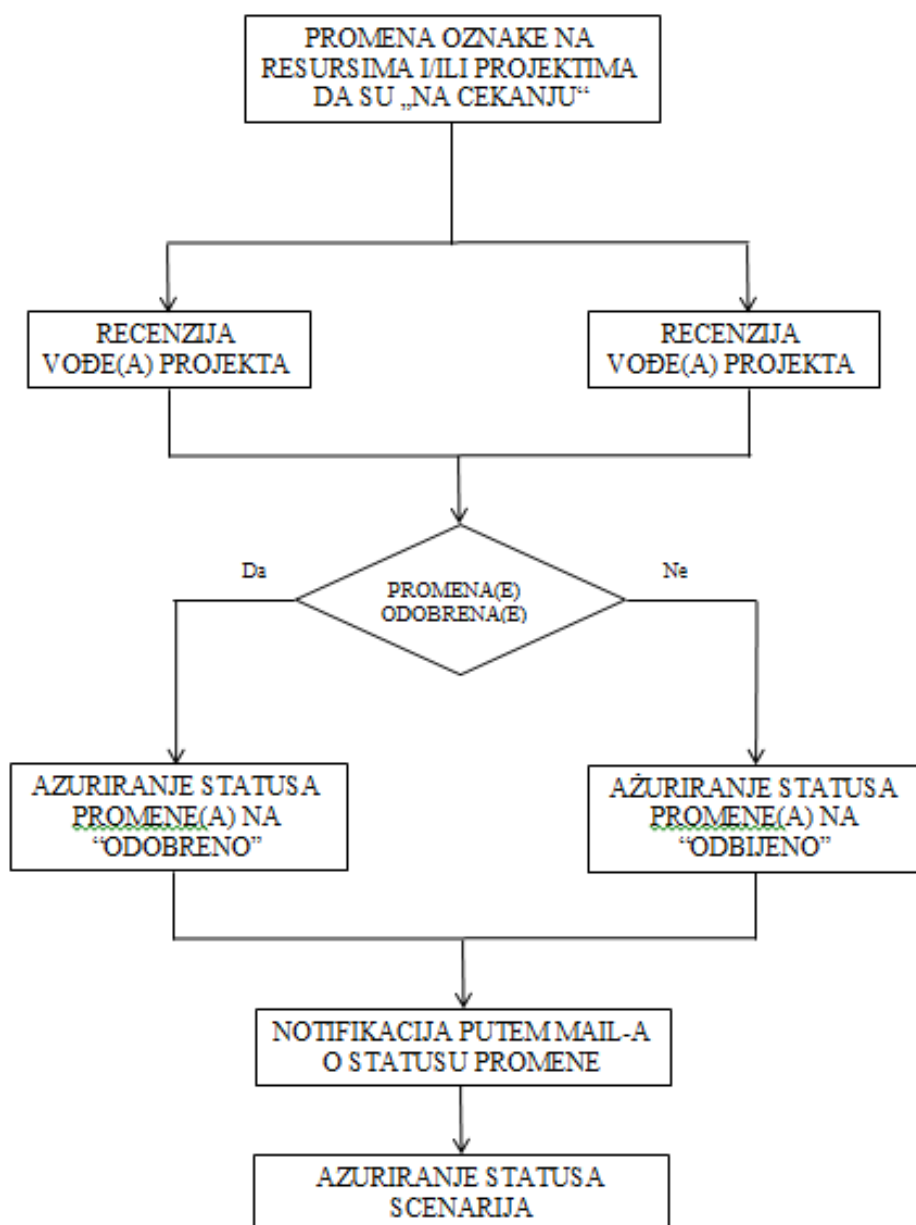 PROMENA OZNAKE NA
RESURSIMA I/ILI PROJEKTIMA
DA SU „NA CEKANJU“
RECENZIJA
VOĐE(A) PROJEKTA
RECENZIJA
VOĐE(A) PROJEKTA
Da
Ne
PROMENA(E)
ODOBRENA(E)
AZURIRANJE STATUSA
PROMENE(A) NA
“ODOBRENO”
AŽURIRANJE STATUSA
PROMENE(A) NA
“ODBIJENO”
NOTIFIKACIJA PUTEM MAIL-A
O STATUSU PROMENE
AZURIRANJE STATUSA
SCENARIJA